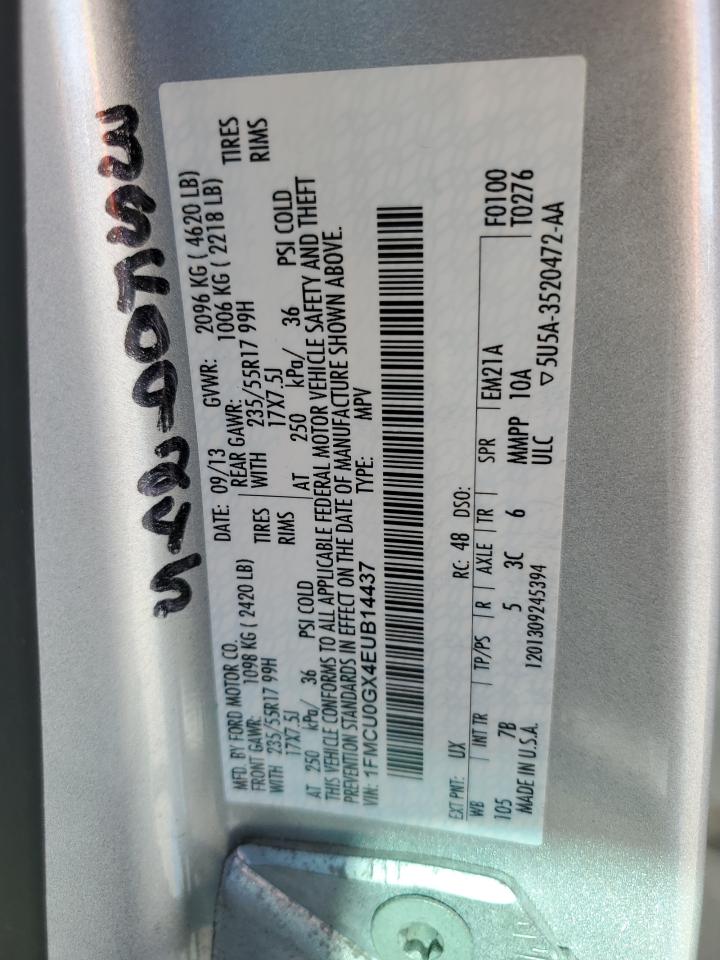 MFD. BY FORD MOTOR CO.
DATE: 09/13 GVWR: 2096 KG ( 4620 LB)
FRONT GAWR: 1098 KG ( 2420 LB) REAR GAWR: 1006 KG ( 2218 LB)
WITH 235/55R17 99H TIRES WITH 235/55R17 99H TIRES
17X7.5J RIMS 17X7.5J RIMS
AT 250 kPa/ 36 PSI COLD AT 250 kPa/ 36 PSI COLD
THIS VEHICLE CONFORMS TO ALL APPLICABLE FEDERAL MOTOR VEHICLE SAFETY AND THEFT
PREVENTION STANDARDS IN EFFECT ON THE DATE OF MANUFACTURE SHOWN ABOVE.
VIN: 1FMCU0GX4EUB14437 TYPE: MPV
EXT PNT: UX RC: 48 DSO: F0100
WB INT TR TP/PS R AXLE TR SPR EM21A T0276
105 7B 5 3C 6 MMPP 10A
MADE IN U.S.A. 1201309245394 ULC ▽5U5A-3520472-AA